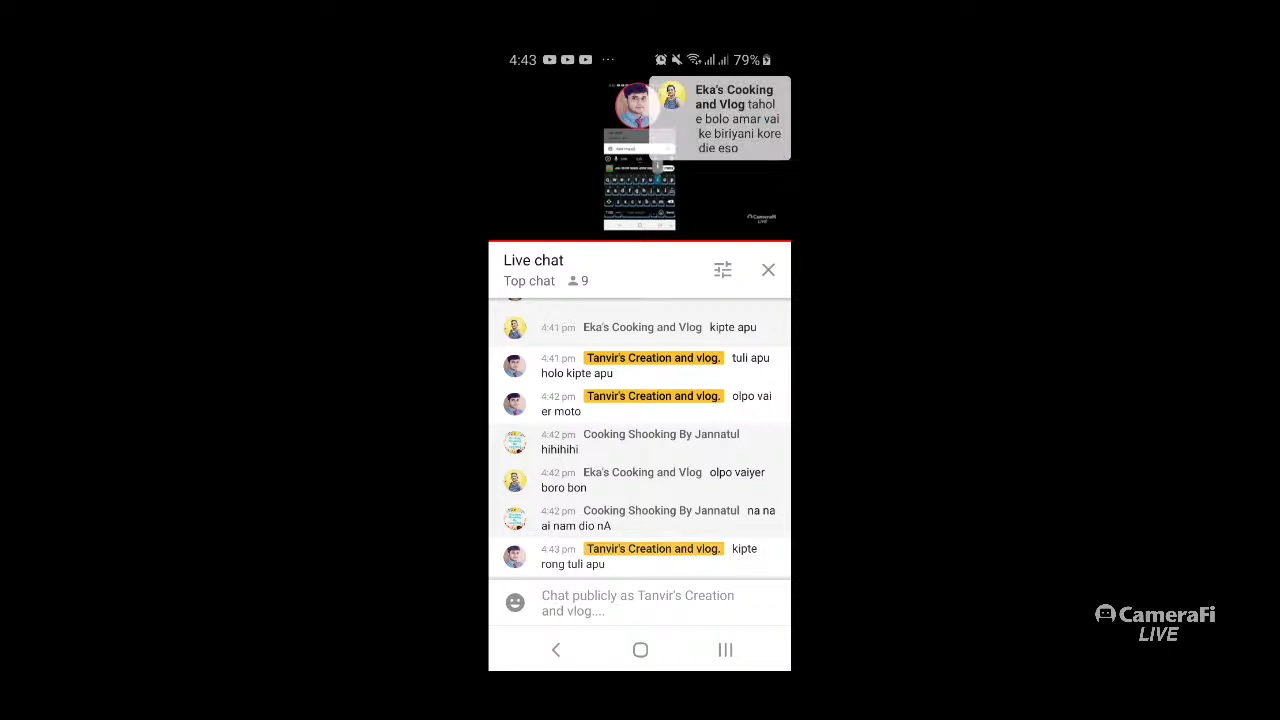 4:43 79%
Eka's Cooking
and Vlog tahol
e bolo amar vai
ke biriyani kore
die eso
CameraFi
LIVE
Live chat
Top chat 9
4:41 pm Eka's Cooking and Vlog kipte apu
4:41 pm Tanvir's Creation and vlog. tuli apu
holo kipte apu
4:42 pm Tanvir's Creation and vlog. olpo vai
er moto
4:42 pm Cooking Shooking By Jannatul
hihihihi
4:42 pm Eka's Cooking and Vlog olpo vaiyer
boro bon
4:42 pm Cooking Shooking By Jannatul na na
ai nam dio nA
4:43 pm Tanvir's Creation and vlog. kipte
rong tuli apu
Chat publicly as Tanvir's Creation
and vlog....
CameraFi
LIVE